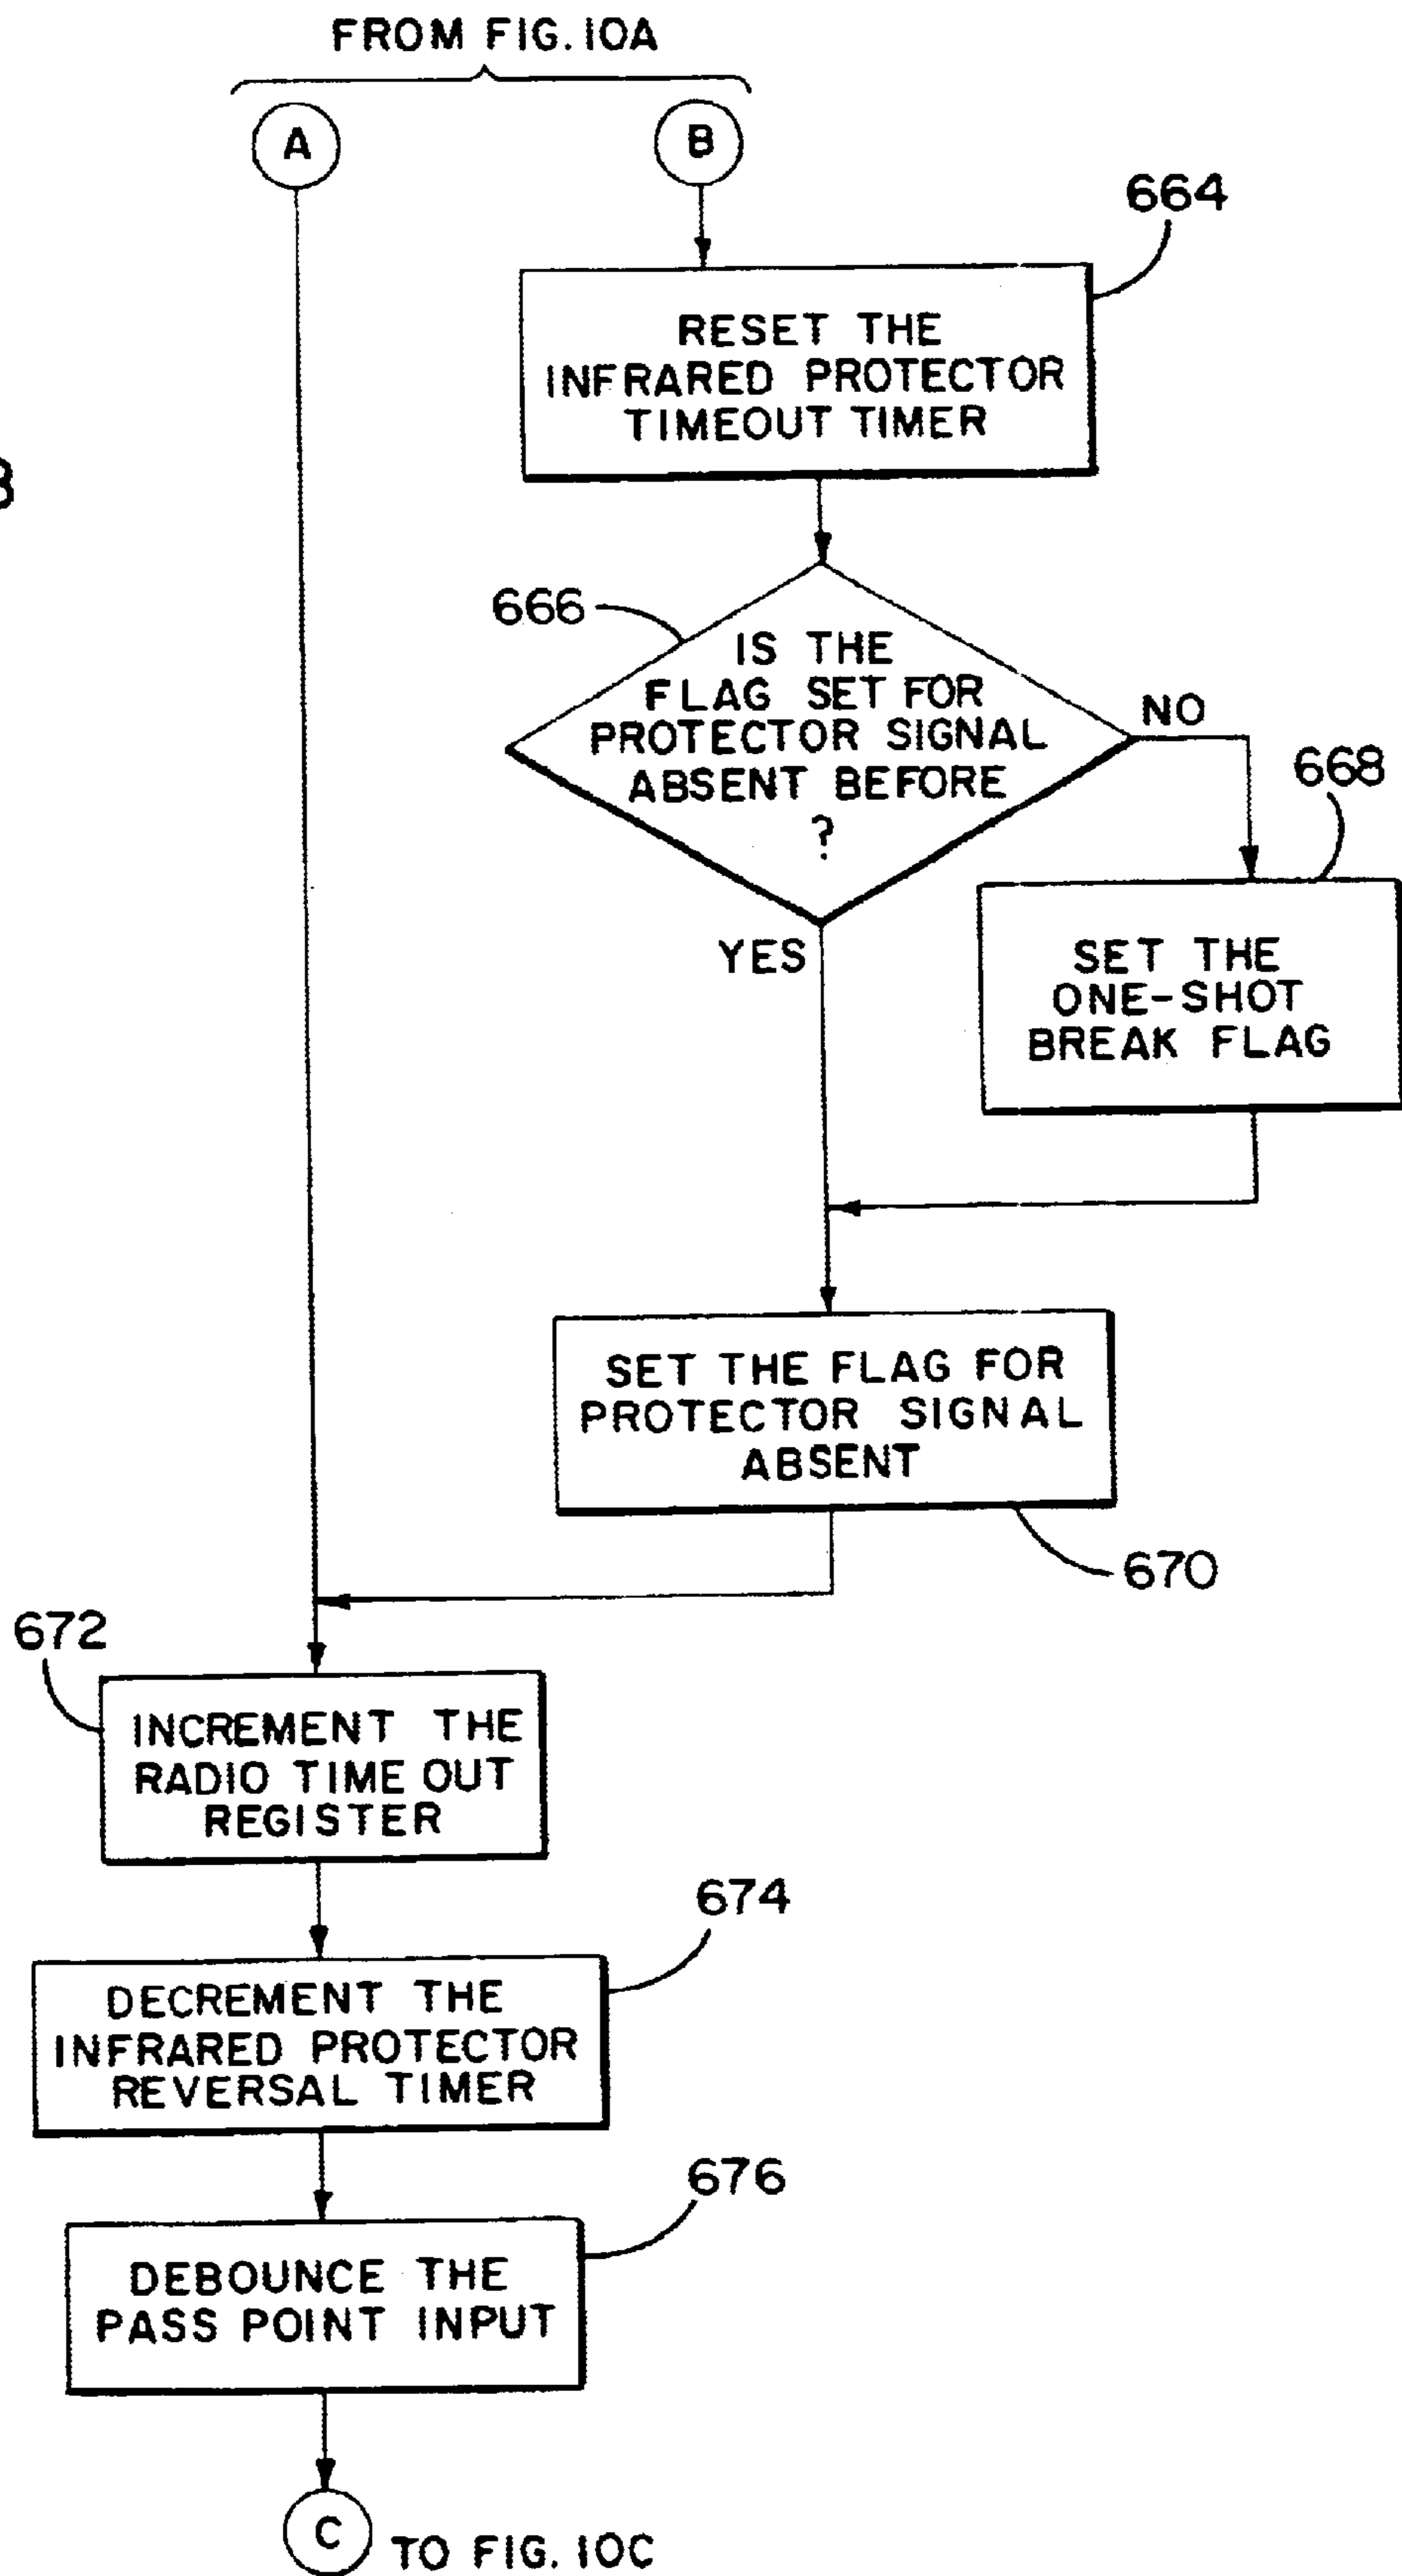 FROM FIG. 10A
A
B
664
RESET THE
INFRARED PROTECTOR
TIMEOUT TIMER
666
IS THE
FLAG SET FOR
PROTECTOR SIGNAL
ABSENT BEFORE
?
NO
668
YES
SET THE
ONE-SHOT
BREAK FLAG
SET THE FLAG FOR
PROTECTOR SIGNAL
ABSENT
670
672
INCREMENT THE
RADIO TIME OUT
REGISTER
674
DECREMENT THE
INFRARED PROTECTOR
REVERSAL TIMER
676
DEBOUNCE THE
PASS POINT INPUT
C
TO FIG. 10C